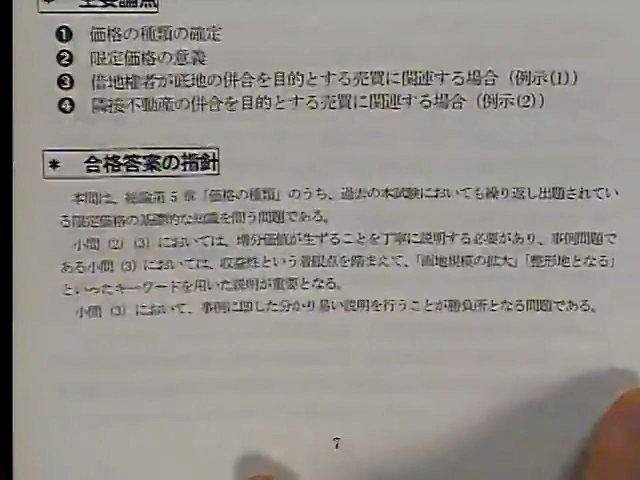 * 主要論点
❶ 価格の種類の確定
❷ 限定価格の意義
❸ 借地権者が底地の併合を目的とする売買に関連する場合（例示(1)）
❹ 隣接不動産の併合を目的とする売買に関連する場合（例示(2)）
* 合格答案の指針
本問は、総論第５章「価格の種類」のうち、過去の本試験においても繰り返し出題されてい
る限定価格の基礎的な知識を問う問題である。
小問（2）（3）においては、増分価値が生ずることを丁寧に説明する必要があり、事例問題で
ある小問（3）においては、収益性という着眼点を踏まえて、「画地規模の拡大」「整形地となる」
といったキーワードを用いた説明が重要となる。
小問（3）において、事例に即した分かり易い説明を行うことが勝負所となる問題である。
7